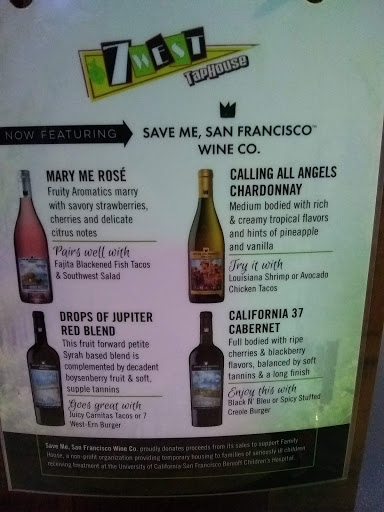 $7 WEST
TAPHOUSE
NOW FEATURING
SAVE ME, SAN FRANCISCO™
WINE CO.
MARY ME ROSÉ
Fruity Aromatics marry
with savory strawberries,
cherries and delicate
citrus notes
Pairs well with
Fajita Blackened Fish Tacos
& Southwest Salad
CALLING ALL ANGELS
CHARDONNAY
Medium bodied with rich
& creamy tropical flavors
and hints of pineapple
and vanilla
Try it with
Louisiana Shrimp or Avocado
Chicken Tacos
DROPS OF JUPITER
RED BLEND
This fruit forward petite
Syrah based blend is
complemented by decadent
boysenberry fruit & soft,
supple tannins
Goes great with
Juicy Carnitas Tacos or 7
West-Ern Burger
CALIFORNIA 37
CABERNET
Full bodied with ripe
cherries & blackberry
flavors, balanced by soft
tannins & a long finish
Enjoy this with
Black N' Bleu or Spicy Stuffed
Creole Burger
Save Me, San Francisco Wine Co. proudly donates proceeds from its sales to support Family
House, a non-profit organization providing temporary housing to families of seriously ill children
receiving treatment at the University of California San Francisco Benioff Children's Hospital.